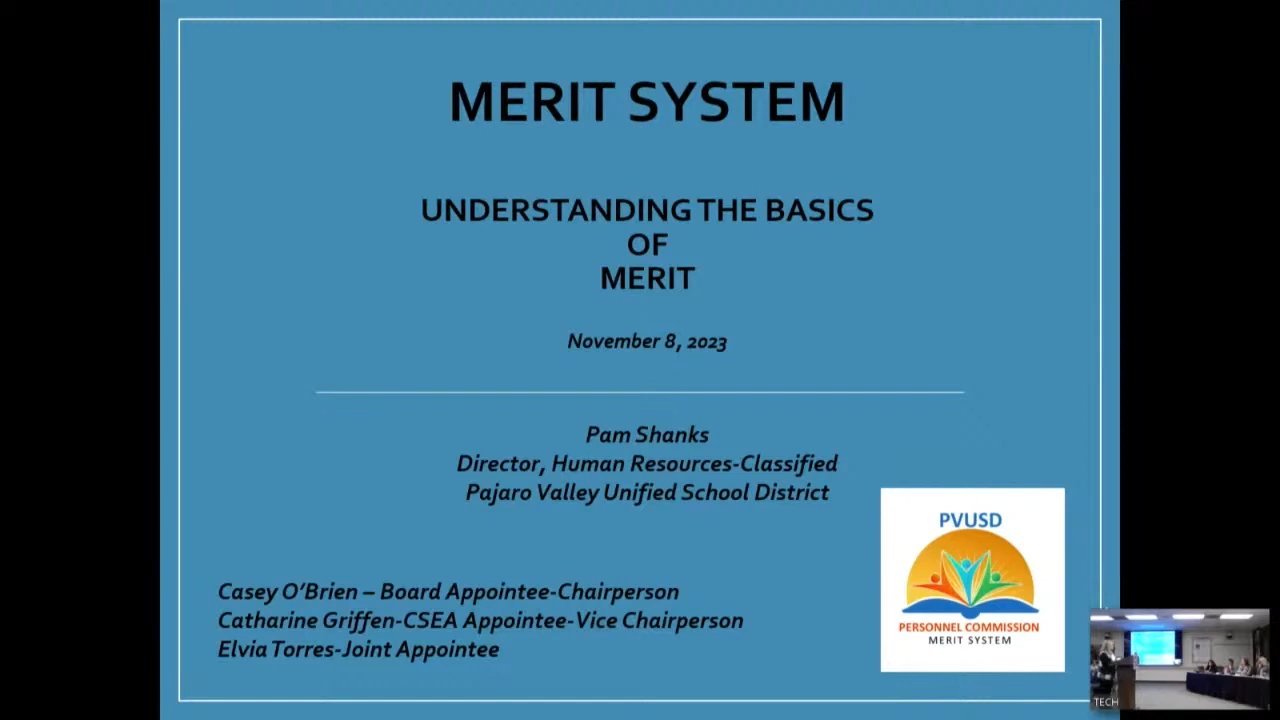 MERIT SYSTEM
UNDERSTANDING THE BASICS
OF
MERIT
November 8, 2023
Pam Shanks
Director, Human Resources-Classified
Pajaro Valley Unified School District
Casey O'Brien – Board Appointee-Chairperson
Catharine Griffen-CSEA Appointee-Vice Chairperson
Elvia Torres-Joint Appointee
PVUSD
PERSONNEL COMMISSION
MERIT SYSTEM
TECH